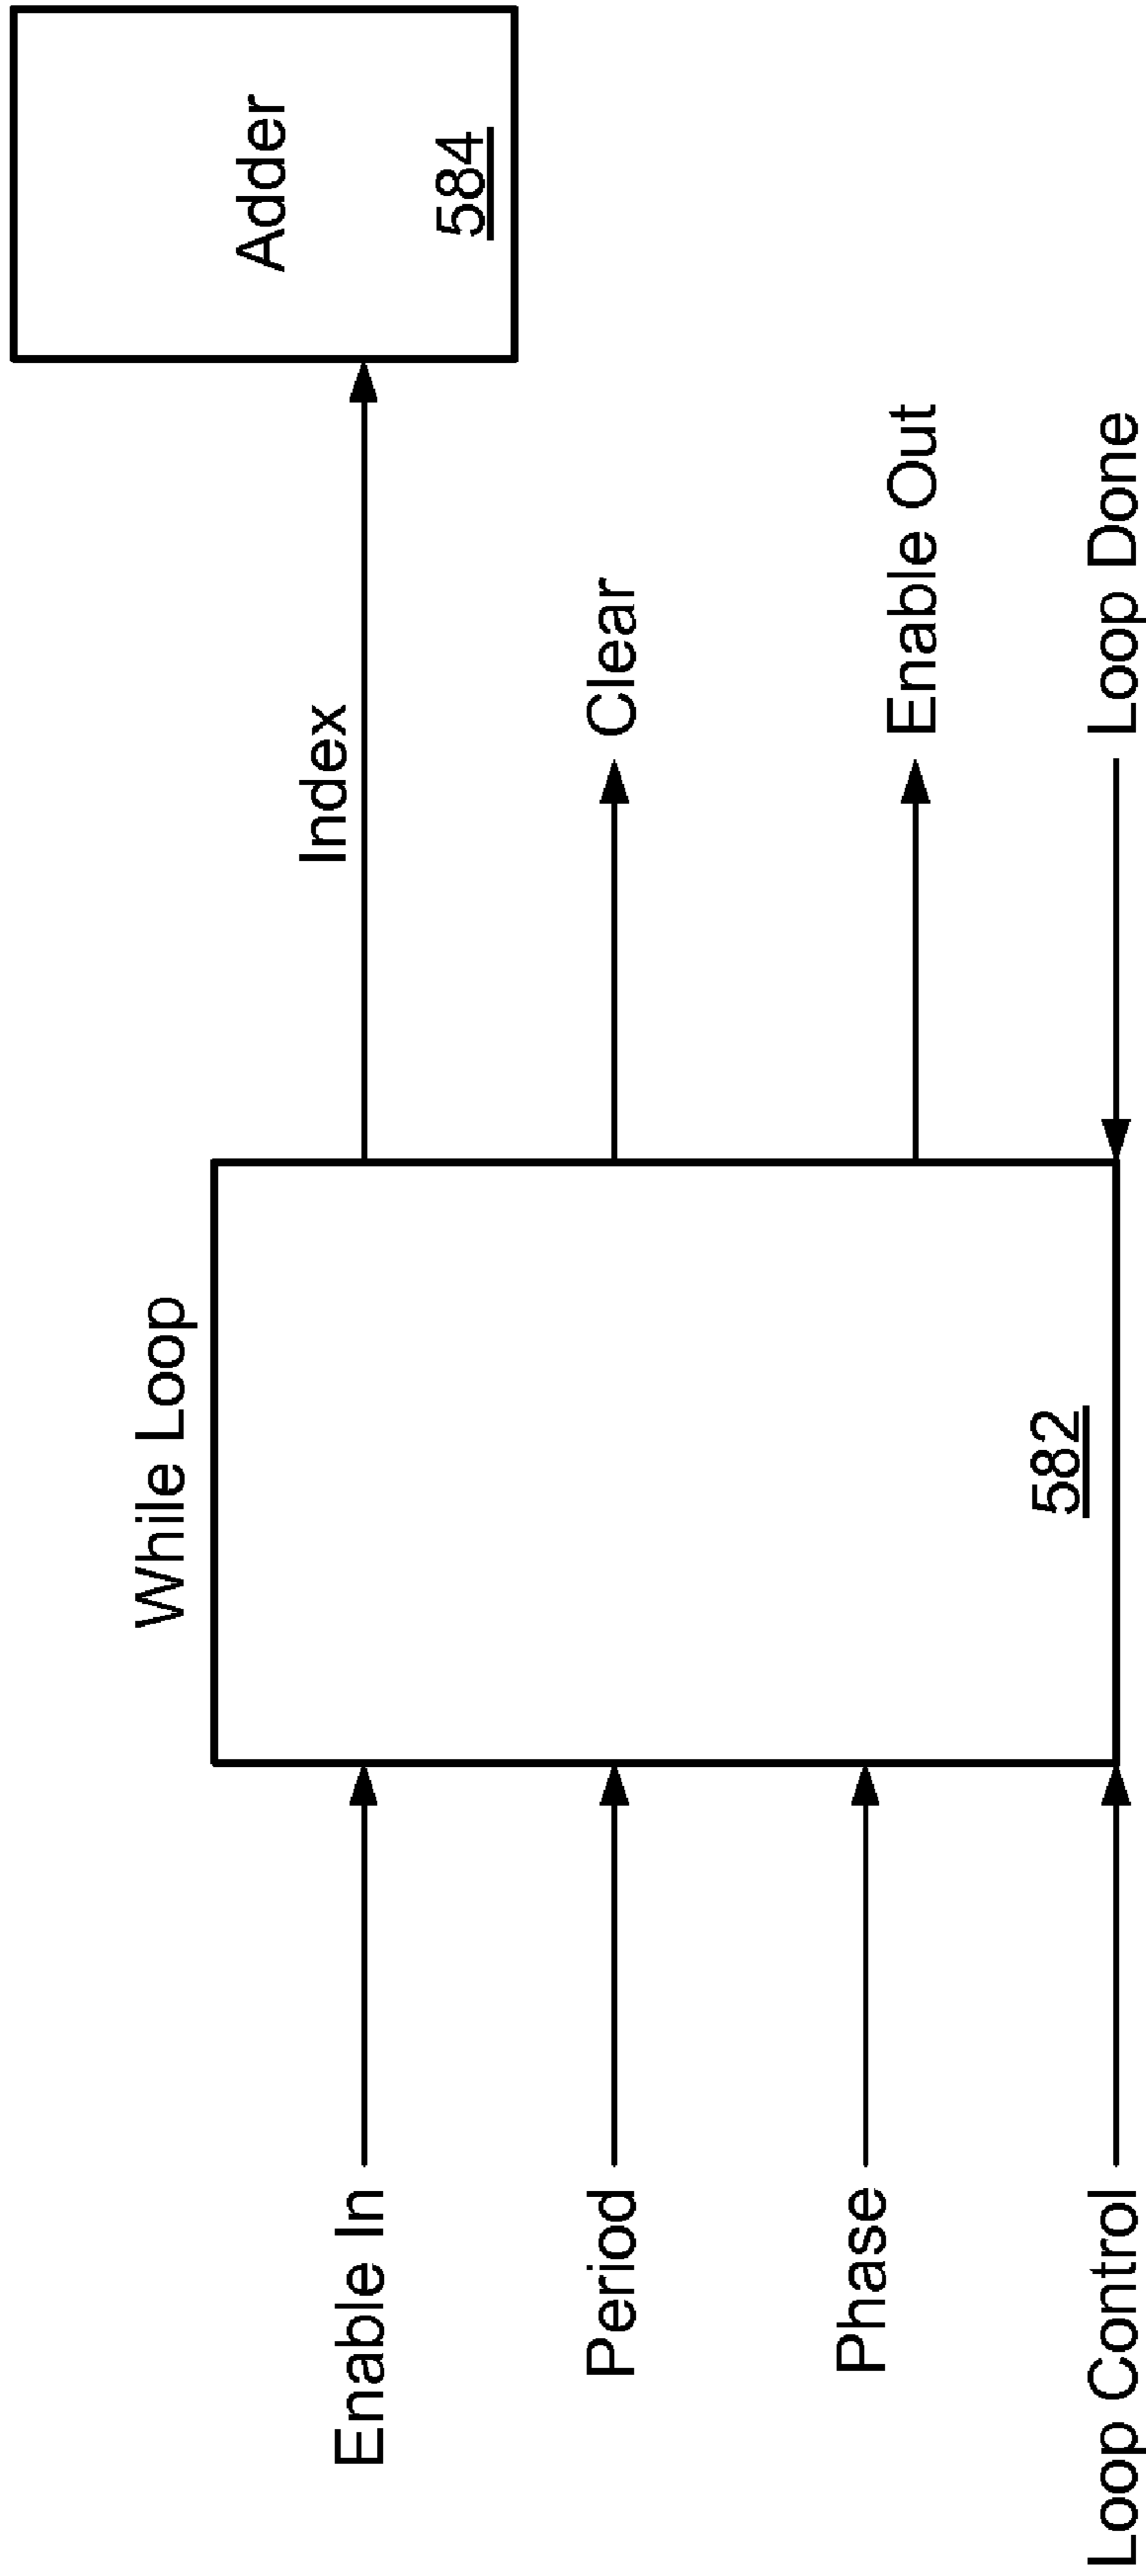 While Loop
Enable In
Period
Phase
Loop Control
582
Index
Clear
Enable Out
Loop Done
Adder
584